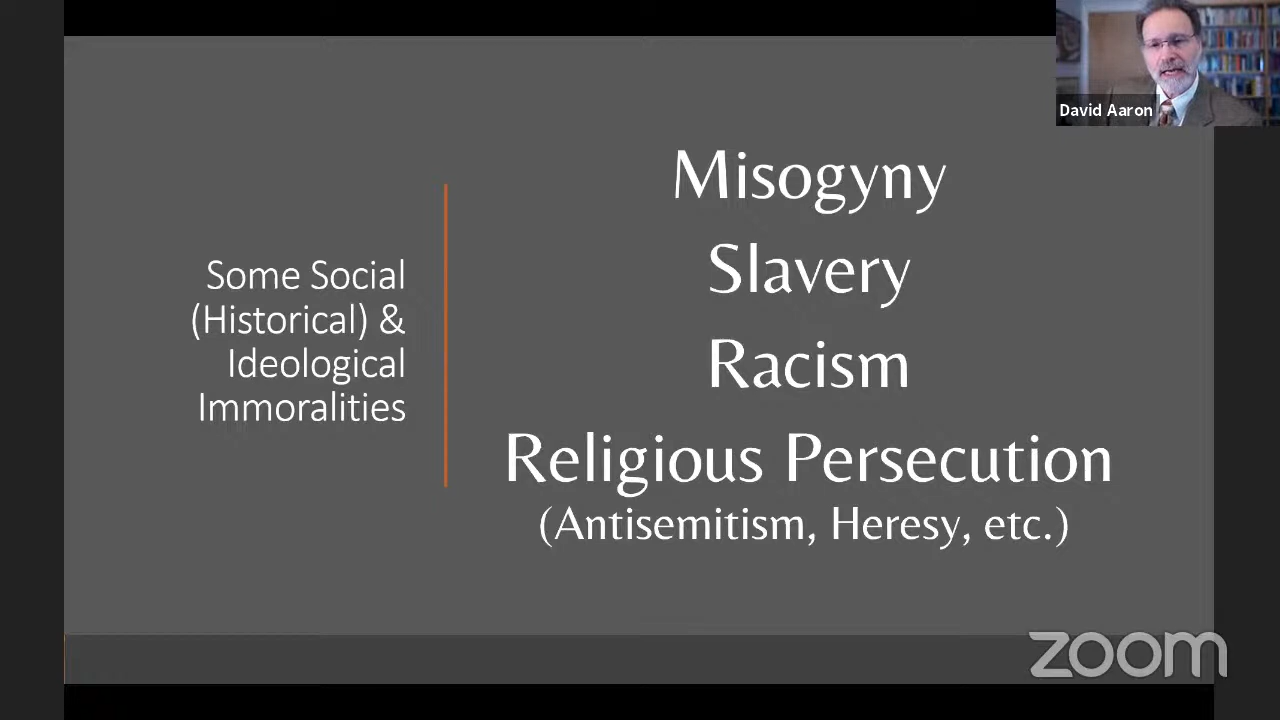 David Aaron
Misogyny
Slavery
Racism
Religious Persecution
(Antisemitism, Heresy, etc.)
Some Social
(Historical) &
Ideological
Immoralities
zoom